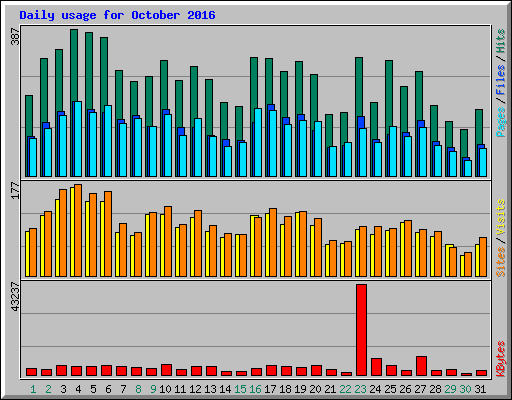 Daily usage for October 2016
387
Pages / Files / Hits
177
Sites / Visits
43237
KBytes
1 2 3 4 5 6 7 8 9 10 11 12 13 14 15 16 17 18 19 20 21 22 23 24 25 26 27 28 29 30 31